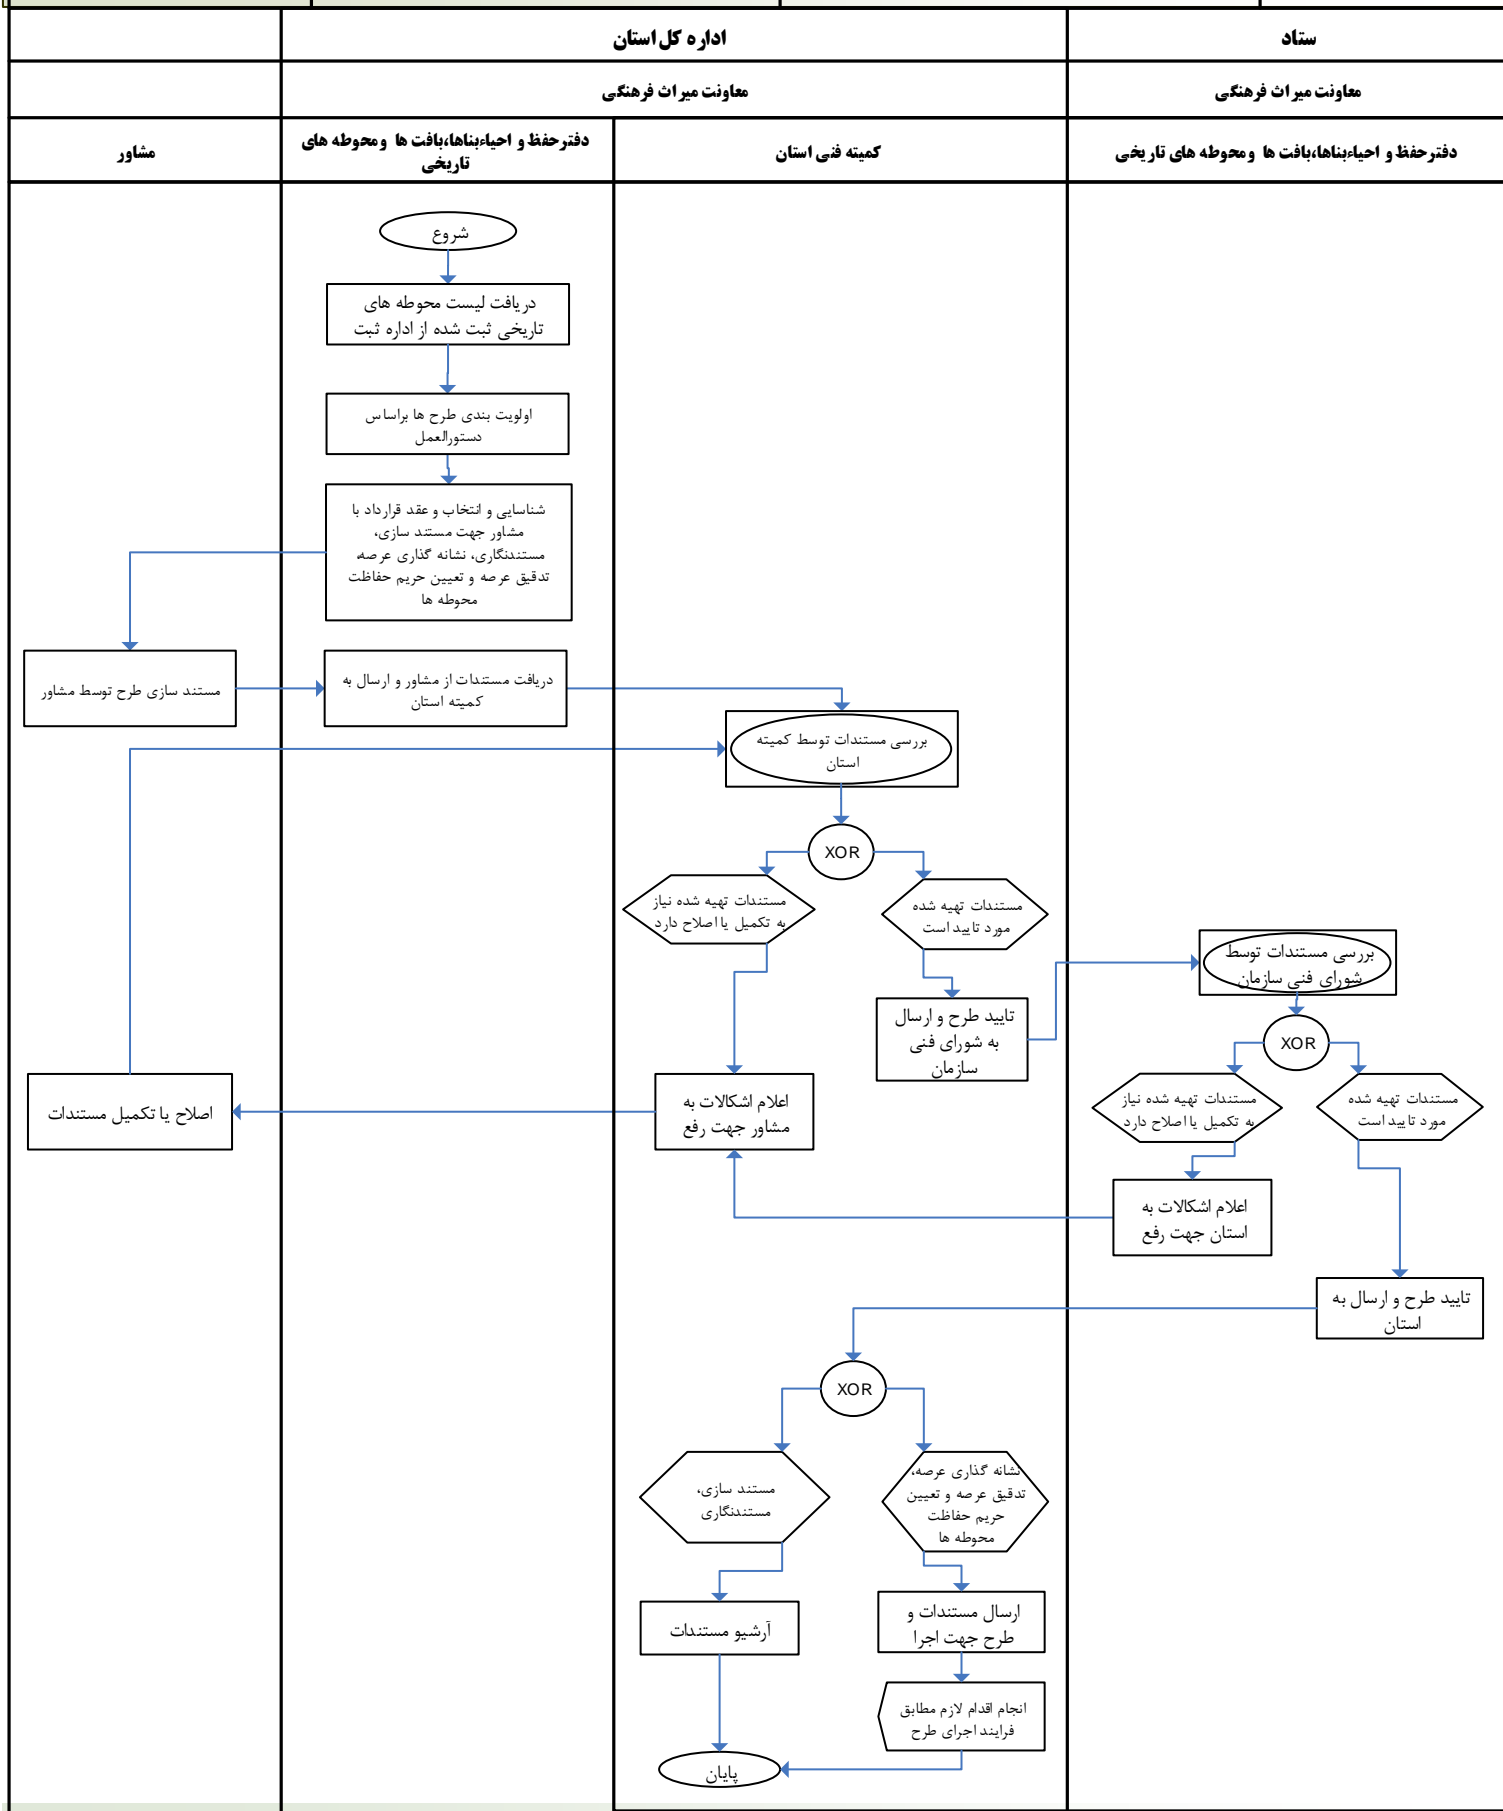 ستاد
اداره کل استان
معاونت میراث فرهنگی
معاونت میراث فرهنگی
دفترحفظ و احیاءبناها،بافت ها ومحوطه های تاریخی
کمیته فنی استان
دفترحفظ و احیاءبناها،بافت ها ومحوطه های
تاریخی
مشاور
شروع
دریافت لیست محوطه های
تاریخی ثبت شده از اداره ثبت
اولویت بندی طرح ها براساس
دستورالعمل
شناسایی و انتخاب و عقد قرارداد با
مشاور جهت مستند سازی،
مستندنگاری، نشانه گذاری عرصه،
تدقیق عرصه و تعیین حریم حفاظت
محوطه ها
مستند سازی طرح توسط مشاور
دریافت مستندات از مشاور و ارسال به
کمیته استان
بررسی مستندات توسط کمیته
استان
XOR
مستندات تهیه شده
مورد تایید است
مستندات تهیه شده نیاز
به تکمیل یا اصلاح دارد
تایید طرح و ارسال
به شورای فنی
سازمان
بررسی مستندات توسط
شورای فنی سازمان
XOR
مستندات تهیه شده
مورد تایید است
مستندات تهیه شده نیاز
به تکمیل یا اصلاح دارد
اعلام اشکالات به
مشاور جهت رفع
اصلاح یا تکمیل مستندات
اعلام اشکالات به
استان جهت رفع
تایید طرح و ارسال به
استان
XOR
نشانه گذاری عرصه،
تدقیق عرصه و تعیین
حریم حفاظت
محوطه ها
مستند سازی،
مستندنگاری
ارسال مستندات و
طرح جهت اجرا
آرشیو مستندات
انجام اقدام لازم مطابق
فرایند اجرای طرح
پایان